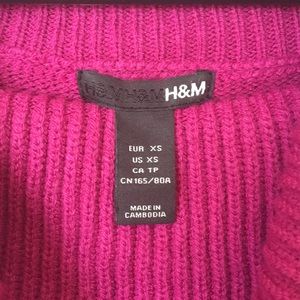 H&M H&M H&M
EUR XS
US XS
CA TP
CN 165/80A
MADE IN
CAMBODIA